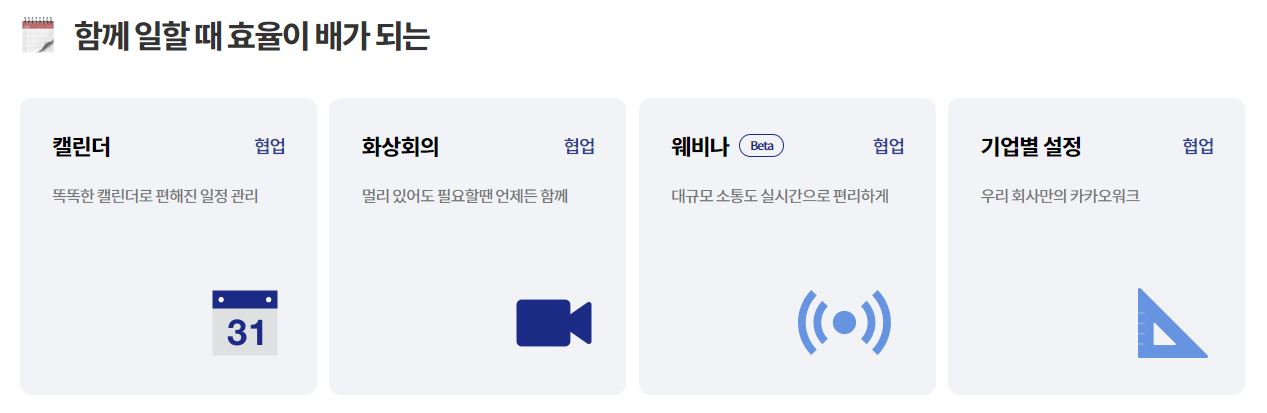 함께 일할 때 효율이 배가 되는
캘린더 협업
똑똑한 캘린더로 편해진 일정 관리
31
화상회의 협업
멀리 있어도 필요할땐 언제든 함께
웨비나 Beta 협업
대규모 소통도 실시간으로 편리하게
기업별 설정 협업
우리 회사만의 카카오워크